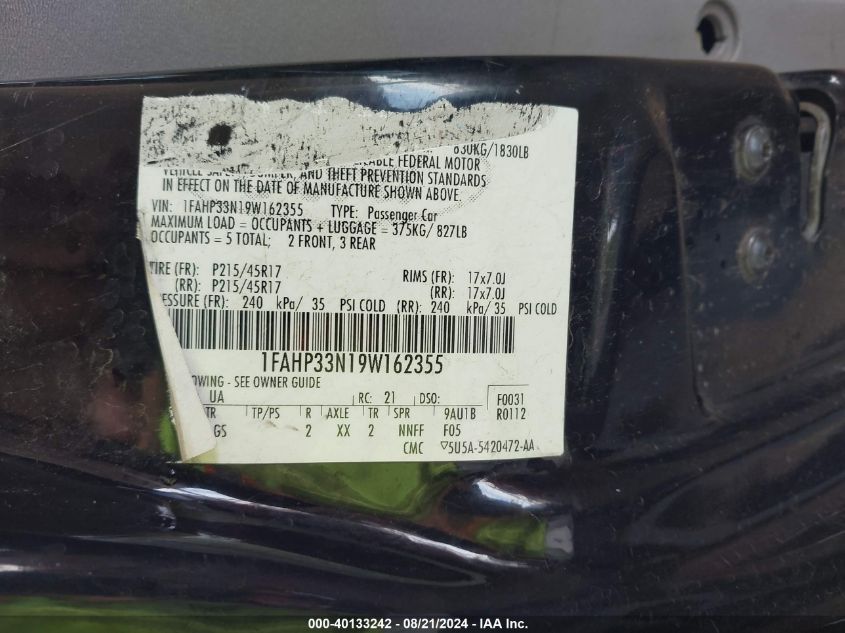 830KG/1830LB
FEDERAL MOTOR
AND THEFT PREVENTION STANDARDS
IN EFFECT ON THE DATE OF MANUFACTURE SHOWN ABOVE.
VIN: 1FAHP33N19W162355 TYPE: Passenger Car
MAXIMUM LOAD = OCCUPANTS + LUGGAGE = 375KG/ 827LB
OCCUPANTS = 5 TOTAL; 2 FRONT, 3 REAR
TIRE (FR): P215/45R17 RIMS (FR): 17x7.0J
(RR): P215/45R17 (RR): 17x7.0J
PRESSURE (FR): 240 kPa/ 35 PSI COLD (RR): 240 kPa/ 35 PSI COLD
1FAHP33N19W162355
OWING - SEE OWNER GUIDE
UA RC: 21 DSO: F0031
TR TP/PS R AXLE TR SPR 9AU1B R0112
GS 2 XX 2 NNFF F05
CMC ▽5U5A-5420472-AA
000-40133242 - 08/21/2024 - IAA Inc.